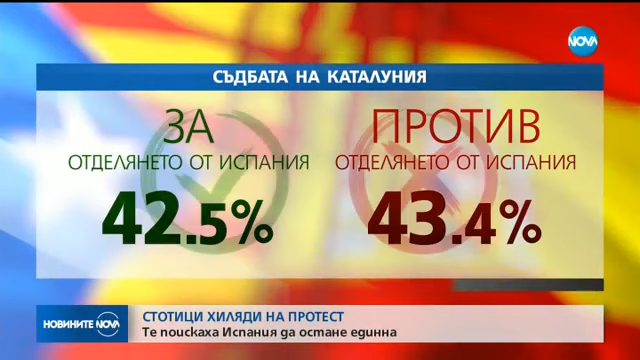 NOVA
СЪДБАТА НА КАТАЛУНИЯ
ЗА
ОТДЕЛЯНЕТО ОТ ИСПАНИЯ
42.5%
ПРОТИВ
ОТДЕЛЯНЕТО ОТ ИСПАНИЯ
43.4%
НОВИНИТЕ NOVA
СТОТИЦИ ХИЛЯДИ НА ПРОТЕСТ
Те поискаха Испания да остане единна